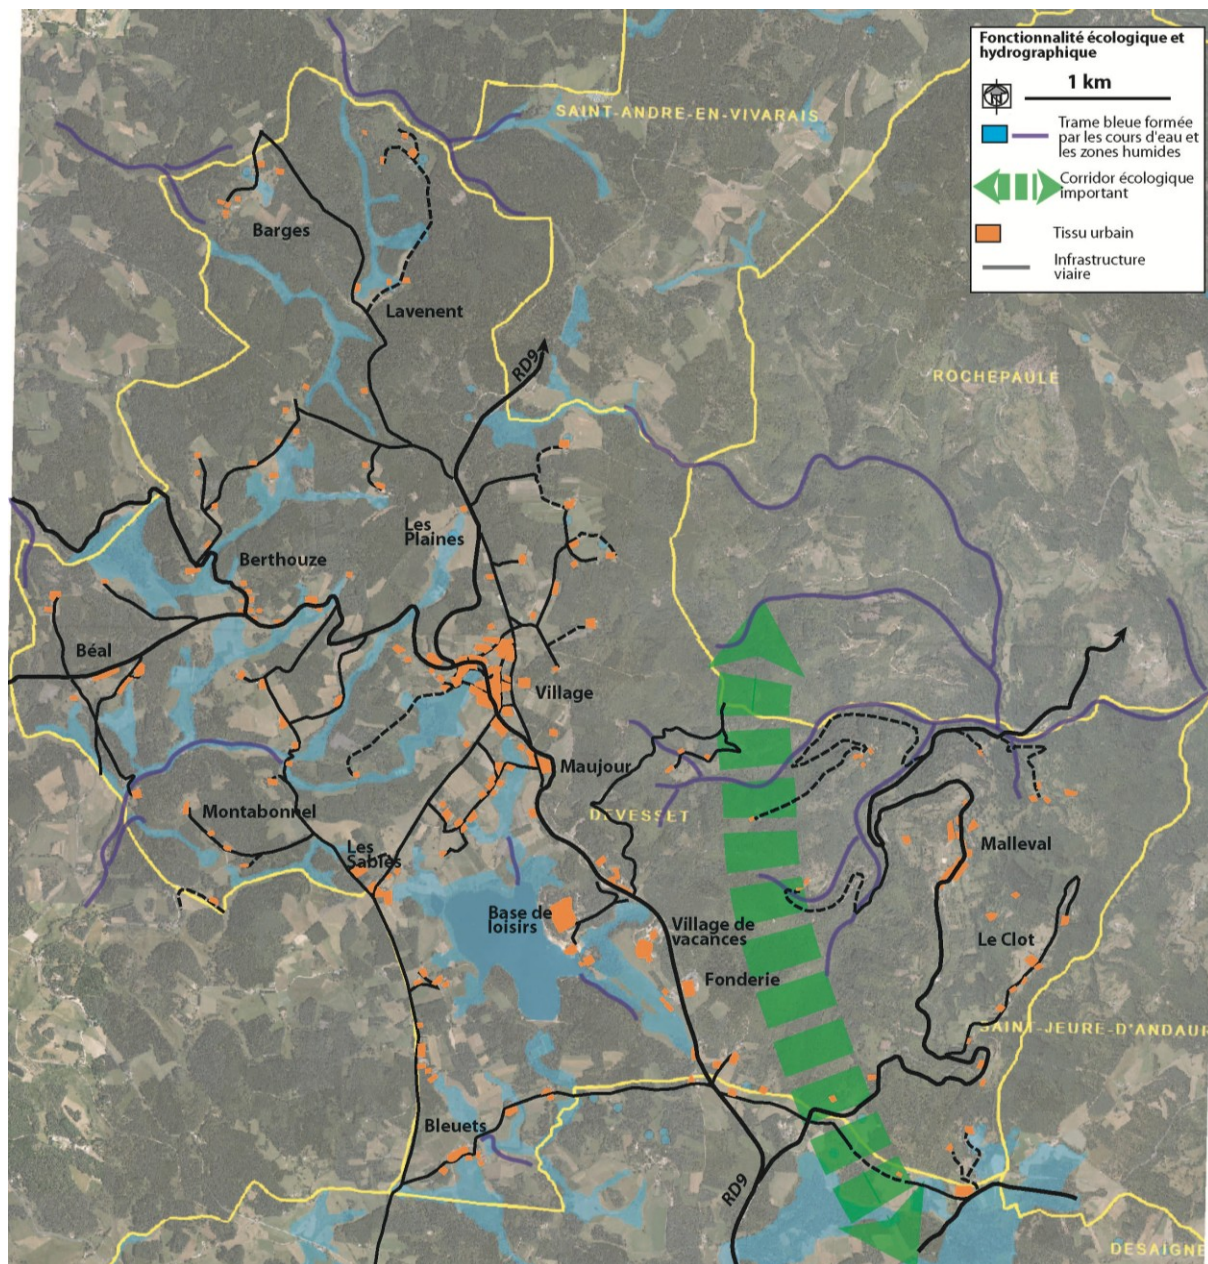 Fonctionnalité écologique et
hydrographique
N
1 km
Trame bleue formée
par les cours d'eau et
les zones humides
Corridor écologique
important
Tissu urbain
Infrastructure
viaire
SAINT-ANDRE-EN-VIVARAIS
Barges
Lavenent
RD9
ROCHEPAULE
Les
Plaines
Berthouze
Béal
Village
Maujour
DEVESSET
Montabonnel
Les
Sables
Malleval
Base de
loisirs
Village de
vacances
Le Clot
Fonderie
SAINT-JEURE-D'ANDAUR
Bleuets
RD9
DESAIGNE